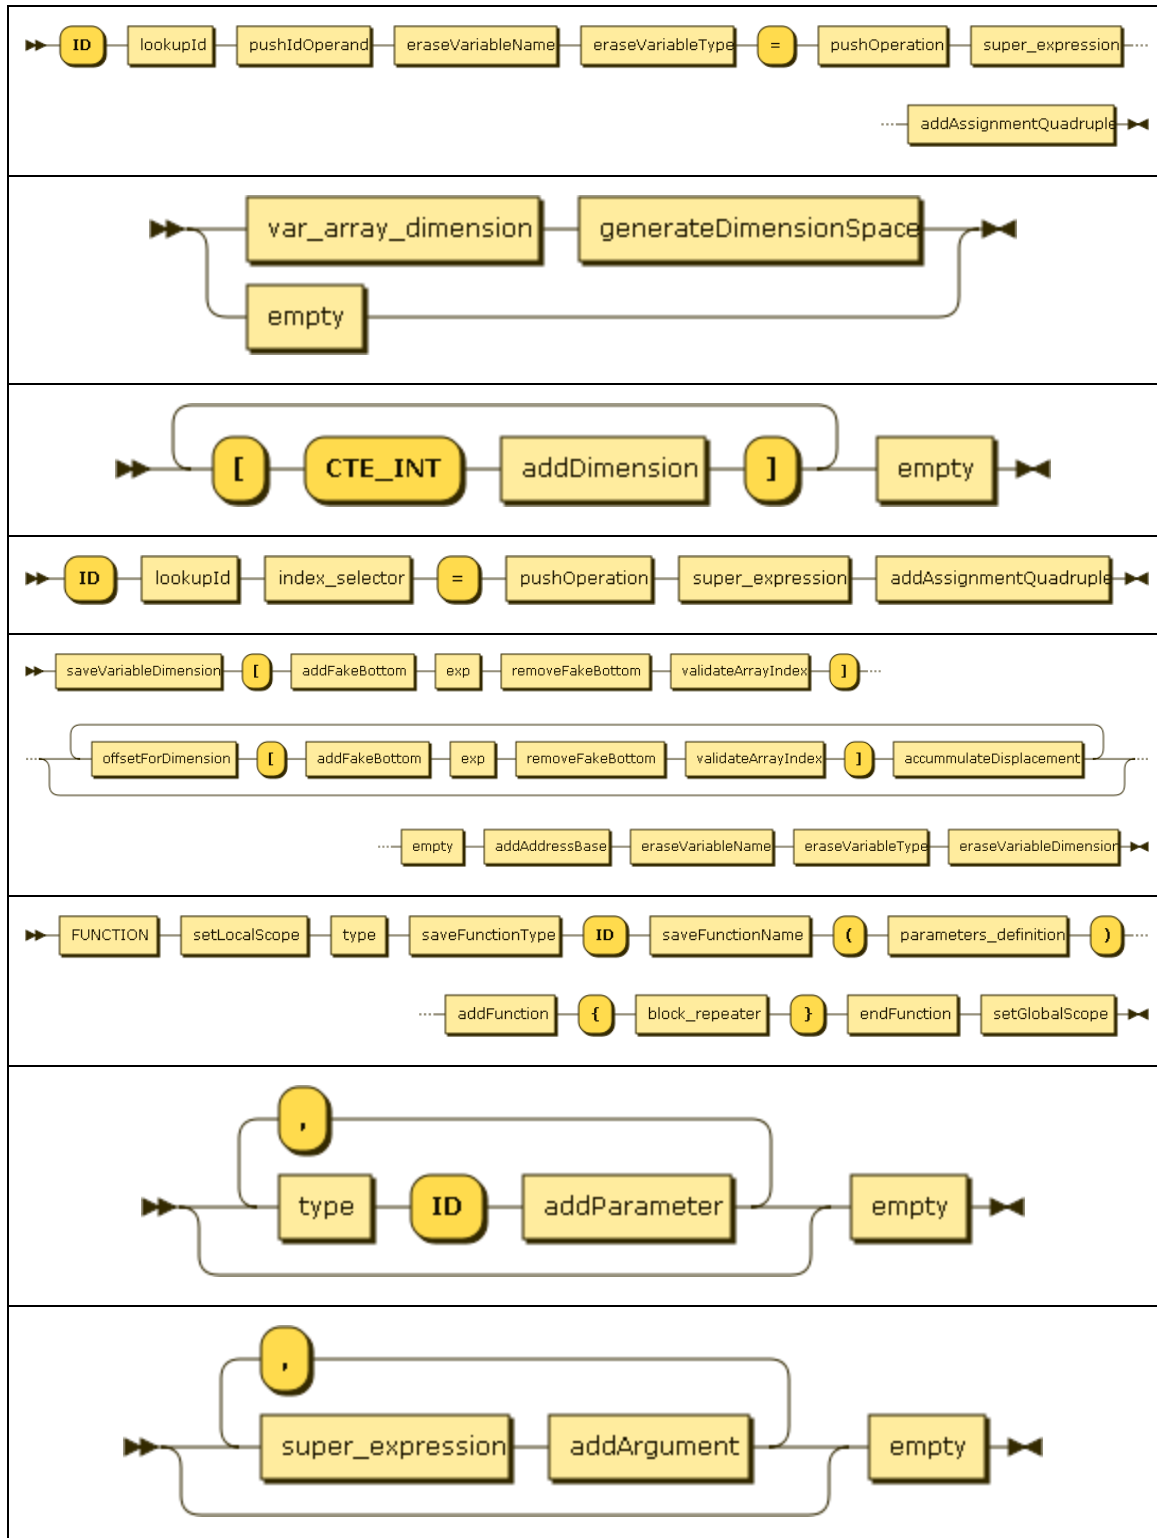 ID lookupId pushIdOperand eraseVariableName eraseVariableType = pushOperation super_expression
addAssignmentQuadruple
var_array_dimension generateDimensionSpace
empty
[ CTE_INT addDimension ] empty
ID lookupId index_selector = pushOperation super_expression addAssignmentQuadruple
saveVariableDimension [ addFakeBottom exp removeFakeBottom validateArrayIndex ]
offsetForDimension [ addFakeBottom exp removeFakeBottom validateArrayIndex ] accummulateDisplacement
empty addAddressBase eraseVariableName eraseVariableType eraseVariableDimension
FUNCTION setLocalScope type saveFunctionType ID saveFunctionName ( parameters_definition )
addFunction { block_repeater } endFunction setGlobalScope
,
type ID addParameter empty
,
super_expression addArgument empty